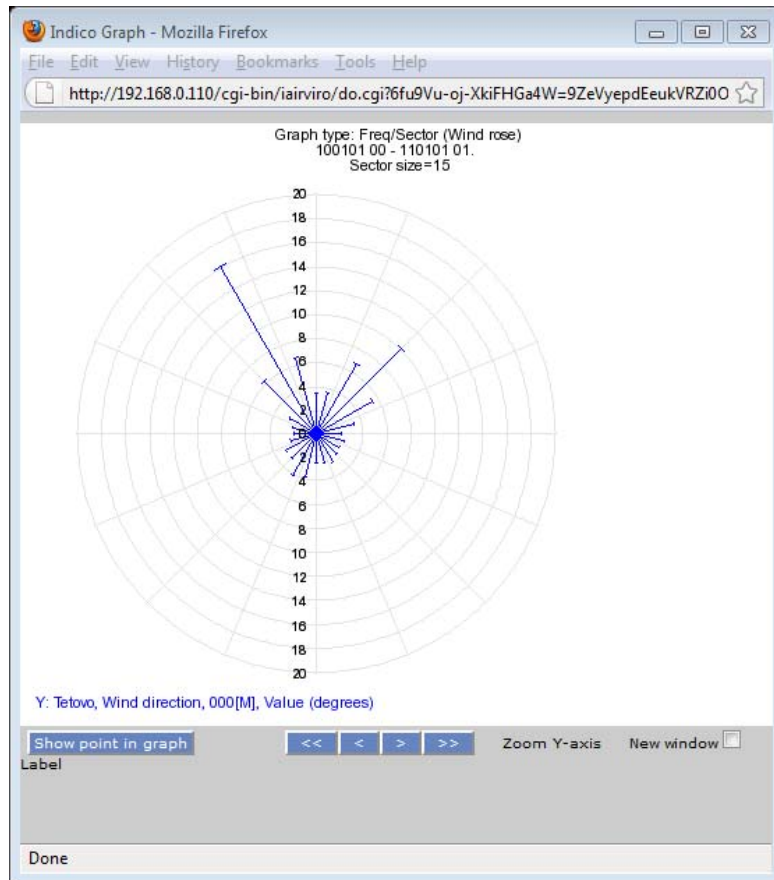 Indico Graph - Mozilla Firefox
File Edit View History Bookmarks Tools Help
http://192.168.0.110/cgi-bin/iairviro/do.cgi?6fu9Vu-oj-XkiFHGa4W=9ZeVyepdEeukVRZi0O
Graph type: Freq/Sector (Wind rose)
100101 00 - 110101 01.
Sector size=15
20
18
16
14
12
10
8
6
4
2
0
2
4
6
8
10
12
14
16
18
20
Y: Tetovo, Wind direction, 000[M], Value (degrees)
Show point in graph << < > >> Zoom Y-axis New window
Label
Done